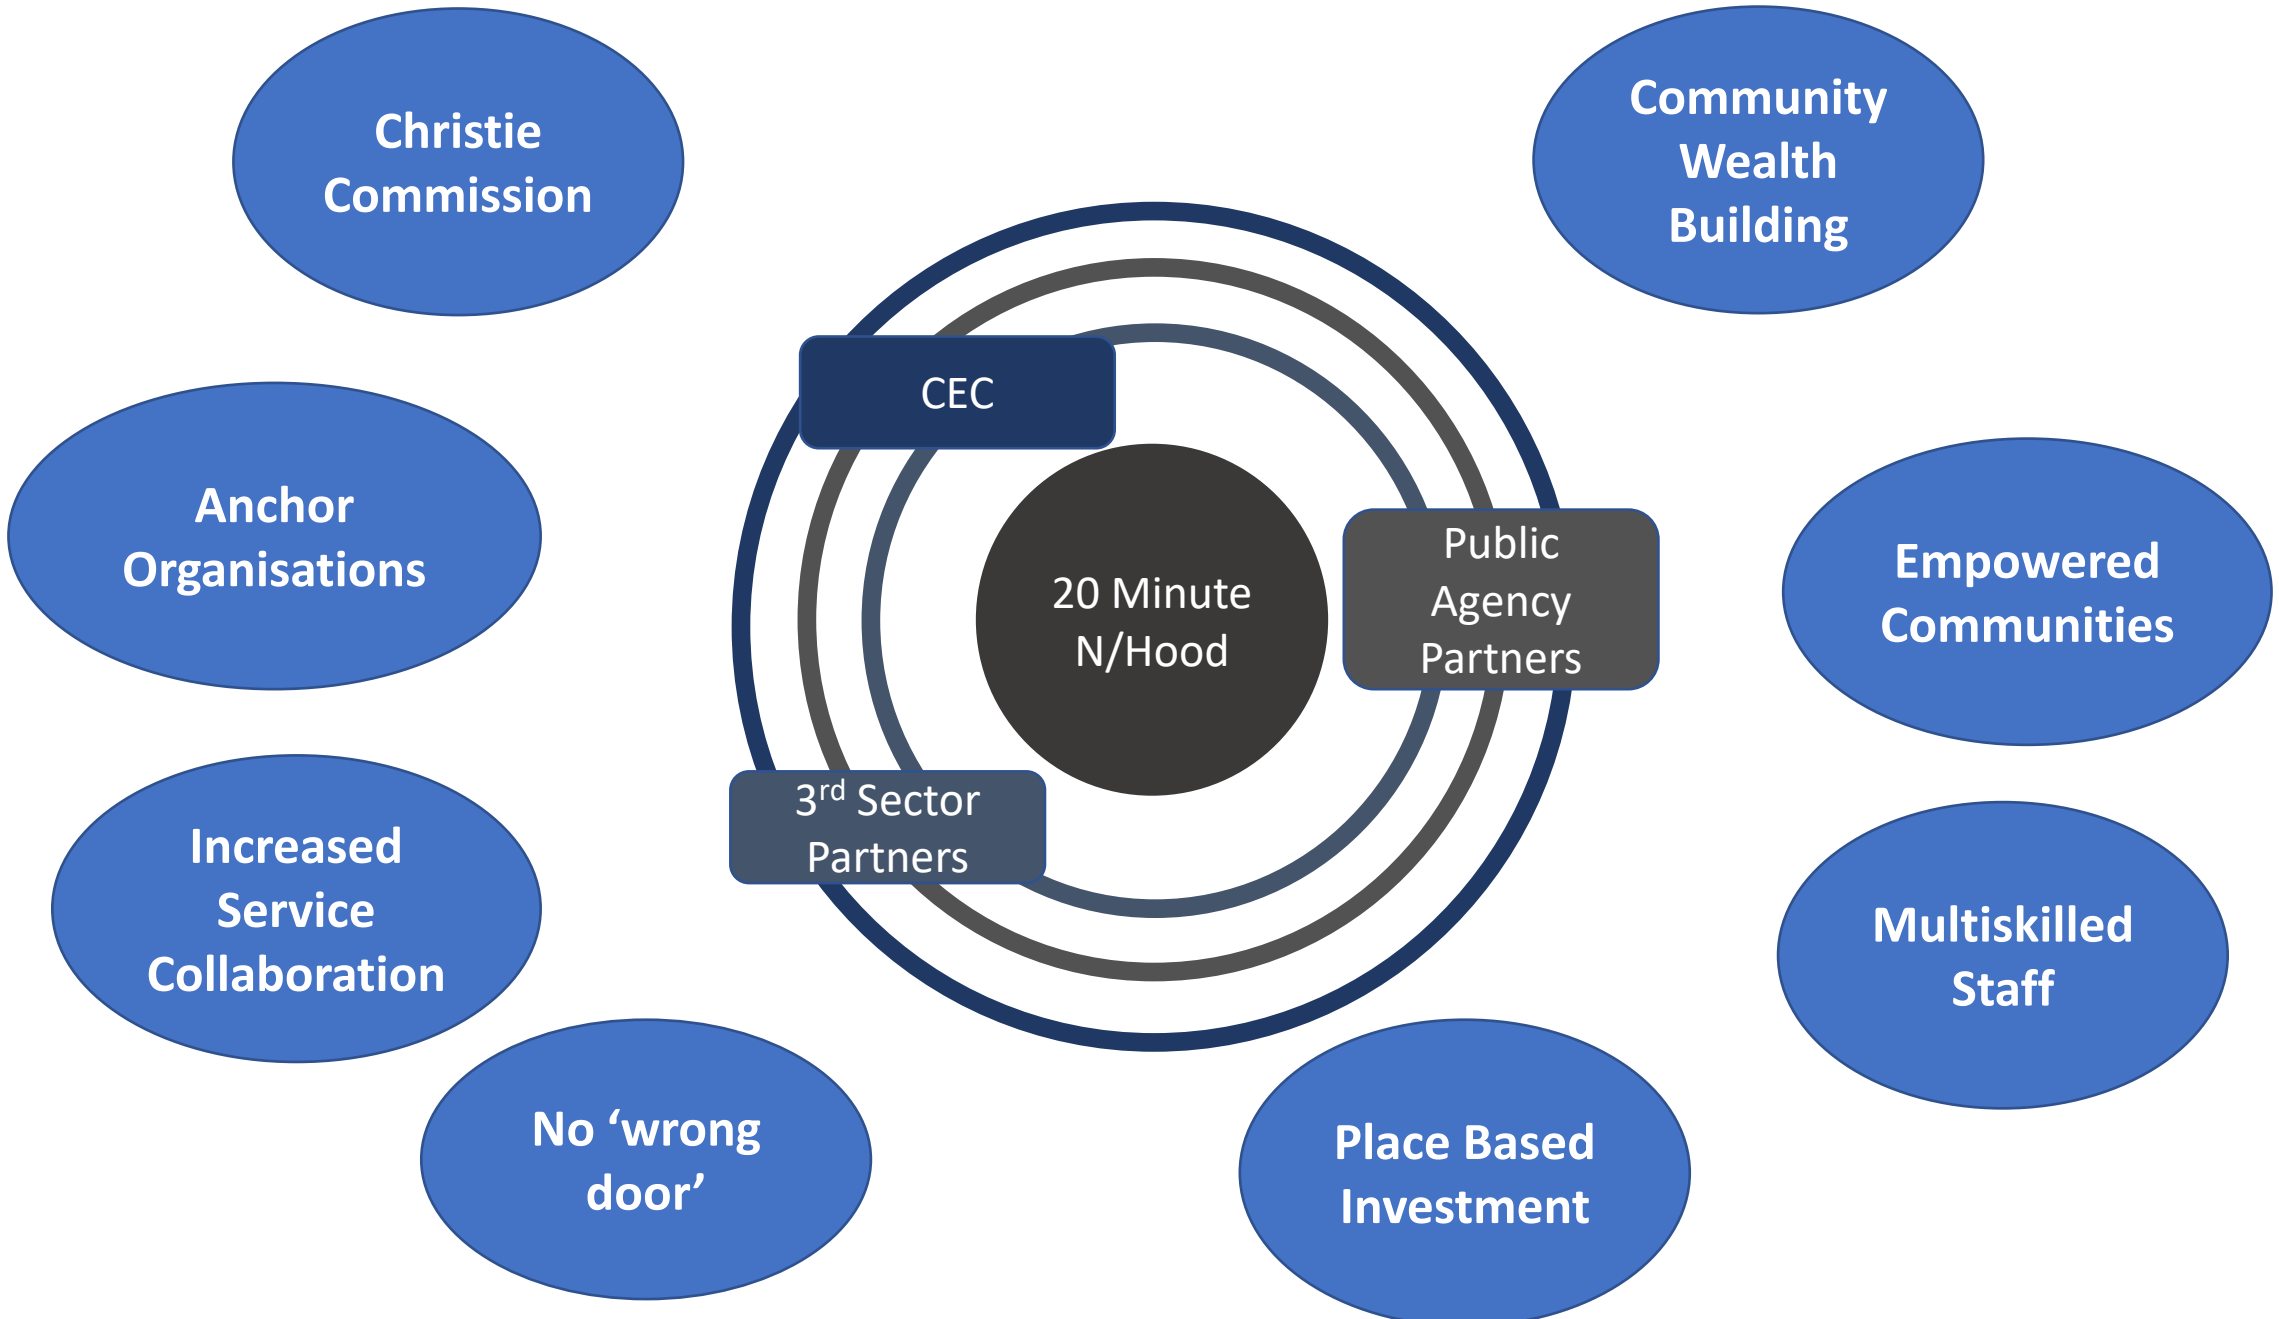 Christie
Commission
Community
Wealth
Building
CEC
Anchor
Organisations
20 Minute
N/Hood
Public
Agency
Partners
Empowered
Communities
3rd Sector
Partners
Increased
Service
Collaboration
Multiskilled
Staff
No ‘wrong
door’
Place Based
Investment